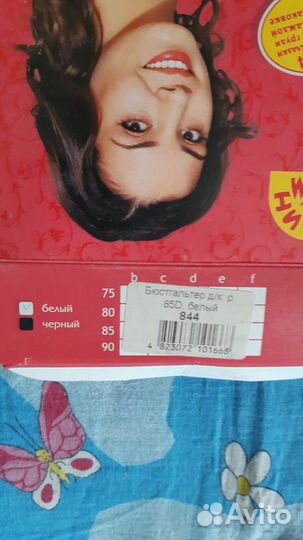 b c d e f
75
80
85
90
белый
черный
Бюстгальтер д/к, р.
85D, белый
844
4 823072 101668
Avito